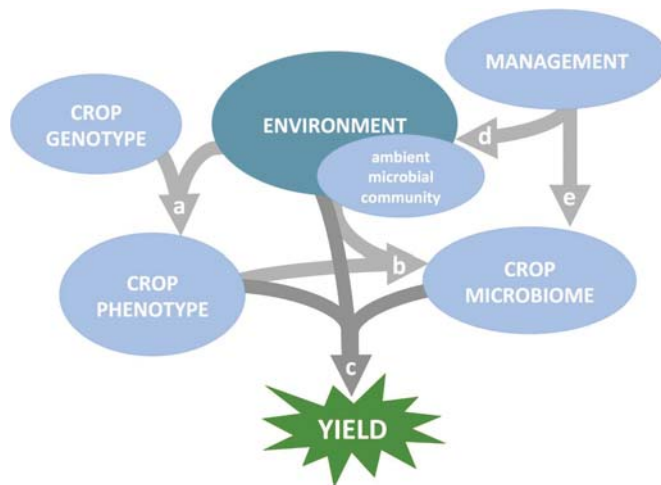 MANAGEMENT
CROP
GENOTYPE
ENVIRONMENT
d
ambient
microbial
community
a
e
b
CROP
PHENOTYPE
CROP
MICROBIOME
c
YIELD